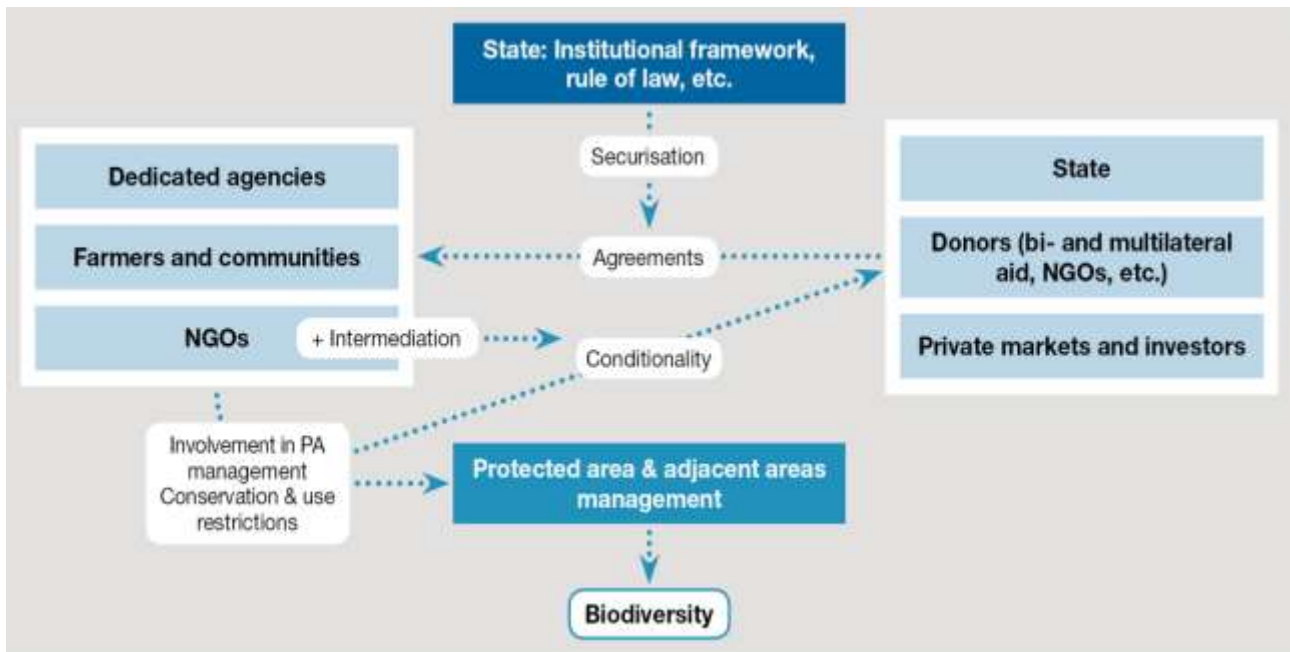 State: Institutional framework,
rule of law, etc.
Securisation
Dedicated agencies
Farmers and communities
NGOs
+ Intermediation
Agreements
Conditionality
State
Donors (bi- and multilateral
aid, NGOs, etc.)
Private markets and investors
Involvement in PA
management
Conservation & use
restrictions
Protected area & adjacent areas
management
Biodiversity